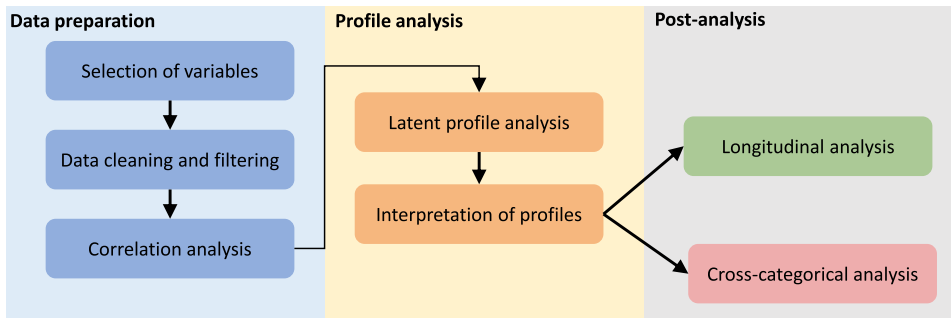 Data preparation
Selection of variables
Data cleaning and filtering
Correlation analysis
Profile analysis
Latent profile analysis
Interpretation of profiles
Post-analysis
Longitudinal analysis
Cross-categorical analysis